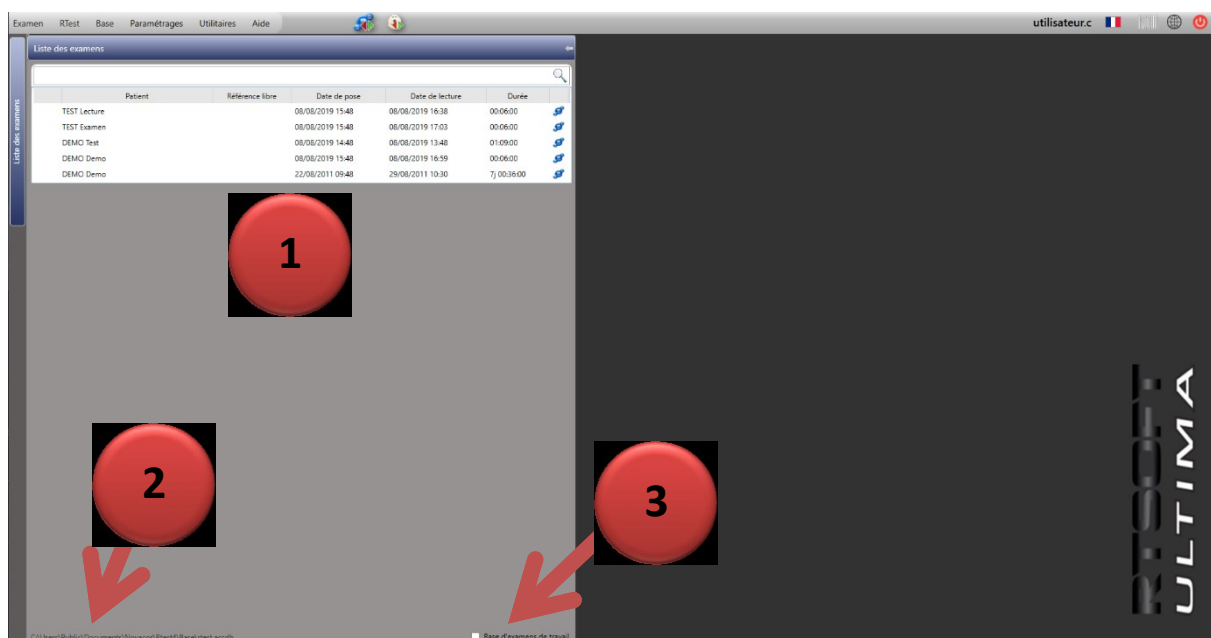 Examen RTest Base Paramétrages Utilitaires Aide utilisateur.c
Liste des examens
Liste des examens
Patient Référence libre Date de pose Date de lecture Durée
TEST Lecture 08/08/2019 15:48 08/08/2019 16:38 00:06:00
TEST Examen 08/08/2019 15:48 08/08/2019 17:03 00:06:00
DEMO Test 08/08/2019 14:48 08/08/2019 13:48 01:09:00
DEMO Demo 08/08/2019 15:48 08/08/2019 16:59 00:06:00
DEMO Demo 22/08/2011 09:48 29/08/2011 10:30 7j 00:36:00
1
2
3
RTSOFT
ULTIMA
Base d'examens de travail